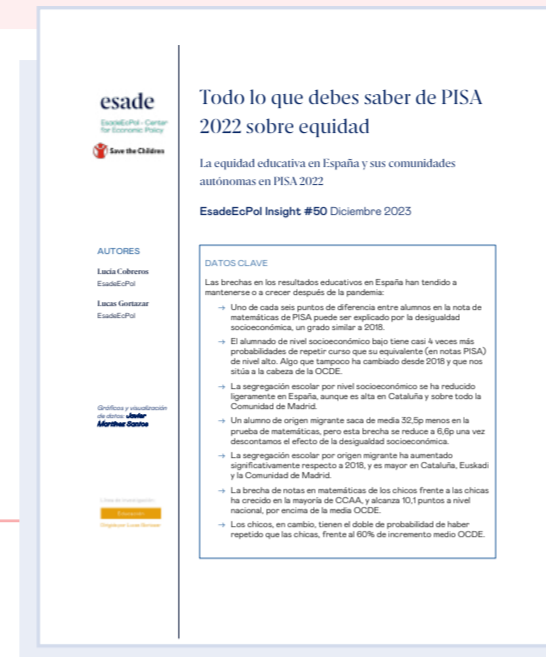 esade
EsadeEcPol - Center
for Economic Policy
Save the Children
Todo lo que debes saber de PISA
2022 sobre equidad
La equidad educativa en España y sus comunidades
autónomas en PISA 2022
EsadeEcPol Insight #50 Diciembre 2023
AUTORES
Lucía Cobreros
EsadeEcPol
Lucas Gortazar
EsadeEcPol
Gráficos y visualización
de datos: Javier
Martínez Santos
Línea de investigación:
Educación
Dirigida por Lucas Gortazar
DATOS CLAVE
Las brechas en los resultados educativos en España han tendido a
mantenerse o a crecer después de la pandemia:
→ Uno de cada seis puntos de diferencia entre alumnos en la nota de
matemáticas de PISA puede ser explicado por la desigualdad
socioeconómica, un grado similar a 2018.
→ El alumnado de nivel socioeconómico bajo tiene casi 4 veces más
probabilidades de repetir curso que su equivalente (en notas PISA)
de nivel alto. Algo que tampoco ha cambiado desde 2018 y que nos
sitúa a la cabeza de la OCDE.
→ La segregación escolar por nivel socioeconómico se ha reducido
ligeramente en España, aunque es alta en Cataluña y sobre todo la
Comunidad de Madrid.
→ Un alumno de origen migrante saca de media 32,5p menos en la
prueba de matemáticas, pero esta brecha se reduce a 6,6p una vez
descontamos el efecto de la desigualdad socioeconómica.
→ La segregación escolar por origen migrante ha aumentado
significativamente respecto a 2018, y es mayor en Cataluña, Euskadi
y la Comunidad de Madrid.
→ La brecha de notas en matemáticas de los chicos frente a las chicas
ha crecido en la mayoría de CCAA, y alcanza 10,1 puntos a nivel
nacional, por encima de la media OCDE.
→ Los chicos, en cambio, tienen el doble de probabilidad de haber
repetido que las chicas, frente al 60% de incremento medio OCDE.